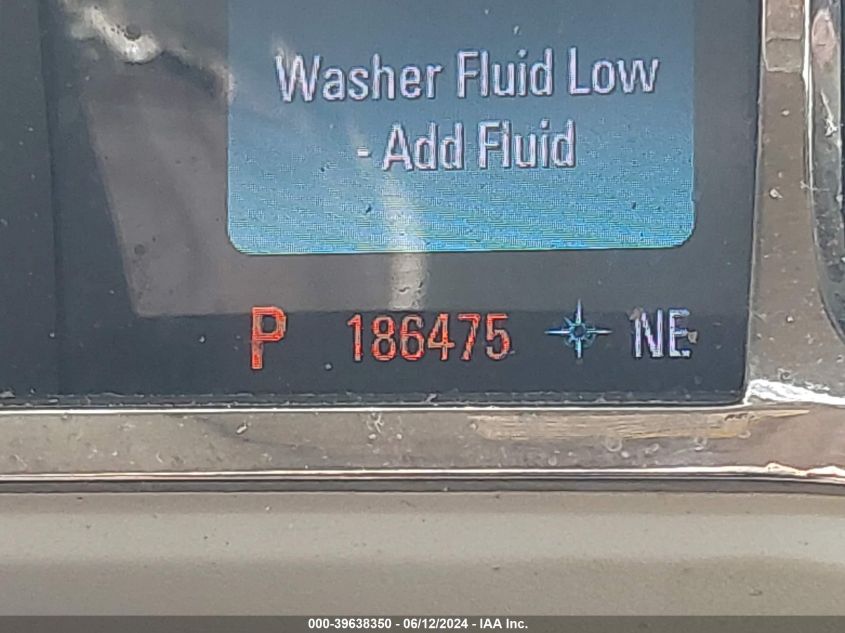 Washer Fluid Low
- Add Fluid
P 186475 NE
000-39638350 - 06/12/2024 - IAA Inc.